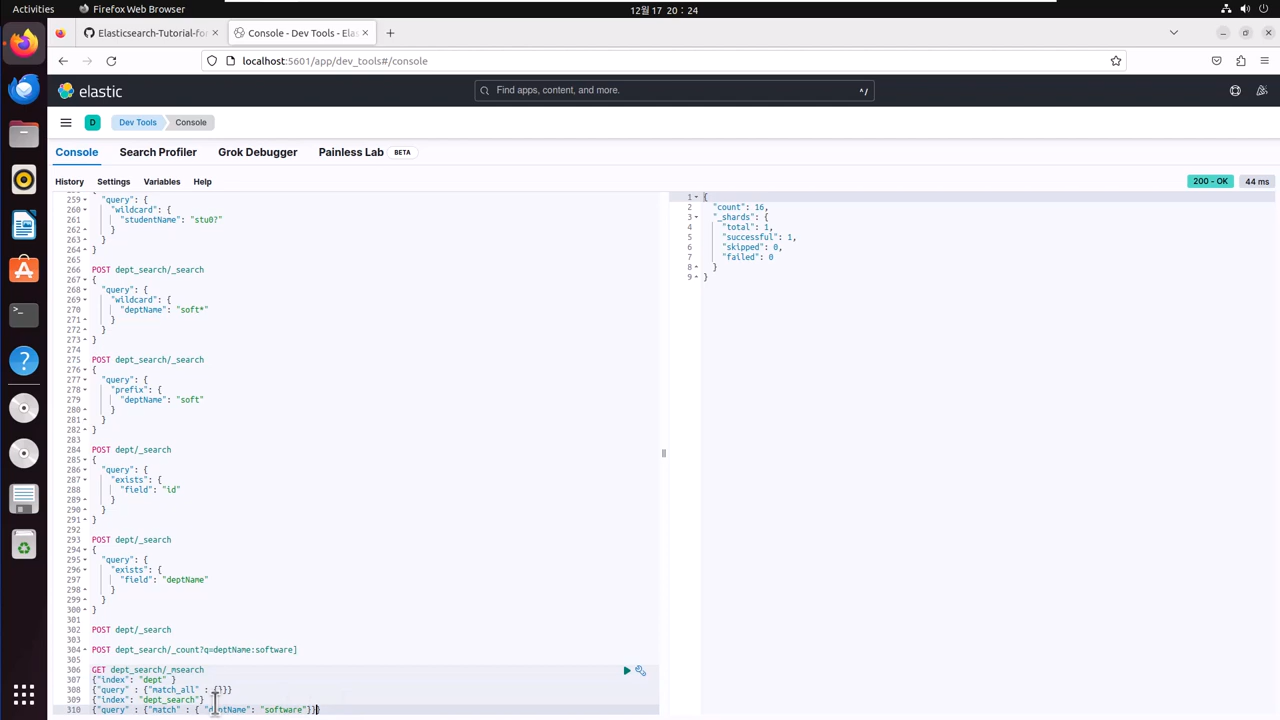 Activities
Firefox Web Browser
12월 17 20 : 24
Elasticsearch-Tutorial-for
Console - Dev Tools - Elas
localhost:5601/app/dev_tools#/console
elastic
Find apps, content, and more.
^/
D
Dev Tools
Console
Console
Search Profiler
Grok Debugger
Painless Lab
BETA
History
Settings
Variables
Help
200 - OK
44 ms
259 "query": {
260 "wildcard": {
261 "studentName": "stu0?"
262 }
263 }
264 }
265
266 POST dept_search/_search
267 {
268 "query": {
269 "wildcard": {
270 "deptName": "soft*"
271 }
272 }
273 }
274
275 POST dept_search/_search
276 {
277 "query": {
278 "prefix": {
279 "deptName": "soft"
280 }
281 }
282 }
283
284 POST dept/_search
285 {
286 "query": {
287 "exists": {
288 "field": "id"
289 }
290 }
291 }
292
293 POST dept/_search
294 {
295 "query": {
296 "exists": {
297 "field": "deptName"
298 }
299 }
300 }
301
302 POST dept/_search
303
304 POST dept_search/_count?q=deptName:software]
305
306 GET dept_search/_msearch
307 {"index": "dept" }
308 {"query" : {"match_all" : {}}}
309 {"index": "dept_search"}
310 {"query" : {"match" : { "deptName": "software"}}}
1 {
2 "count": 16,
3 "_shards": {
4 "total": 1,
5 "successful": 1,
6 "skipped": 0,
7 "failed": 0
8 }
9 }